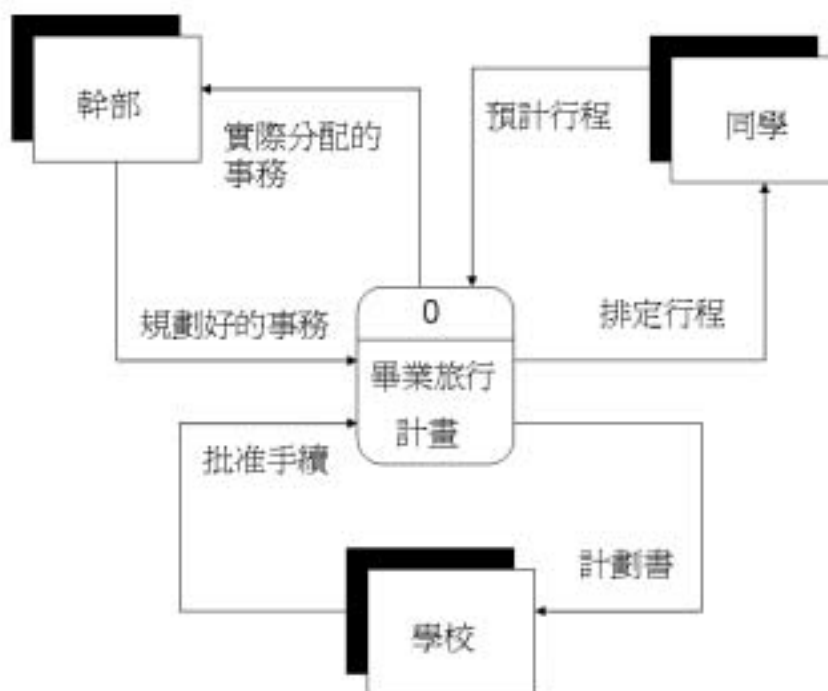 幹部
同學
實際分配的
事務
預計行程
0
規劃好的事務
排定行程
畢業旅行
計畫
批准手續
計劃書
學校